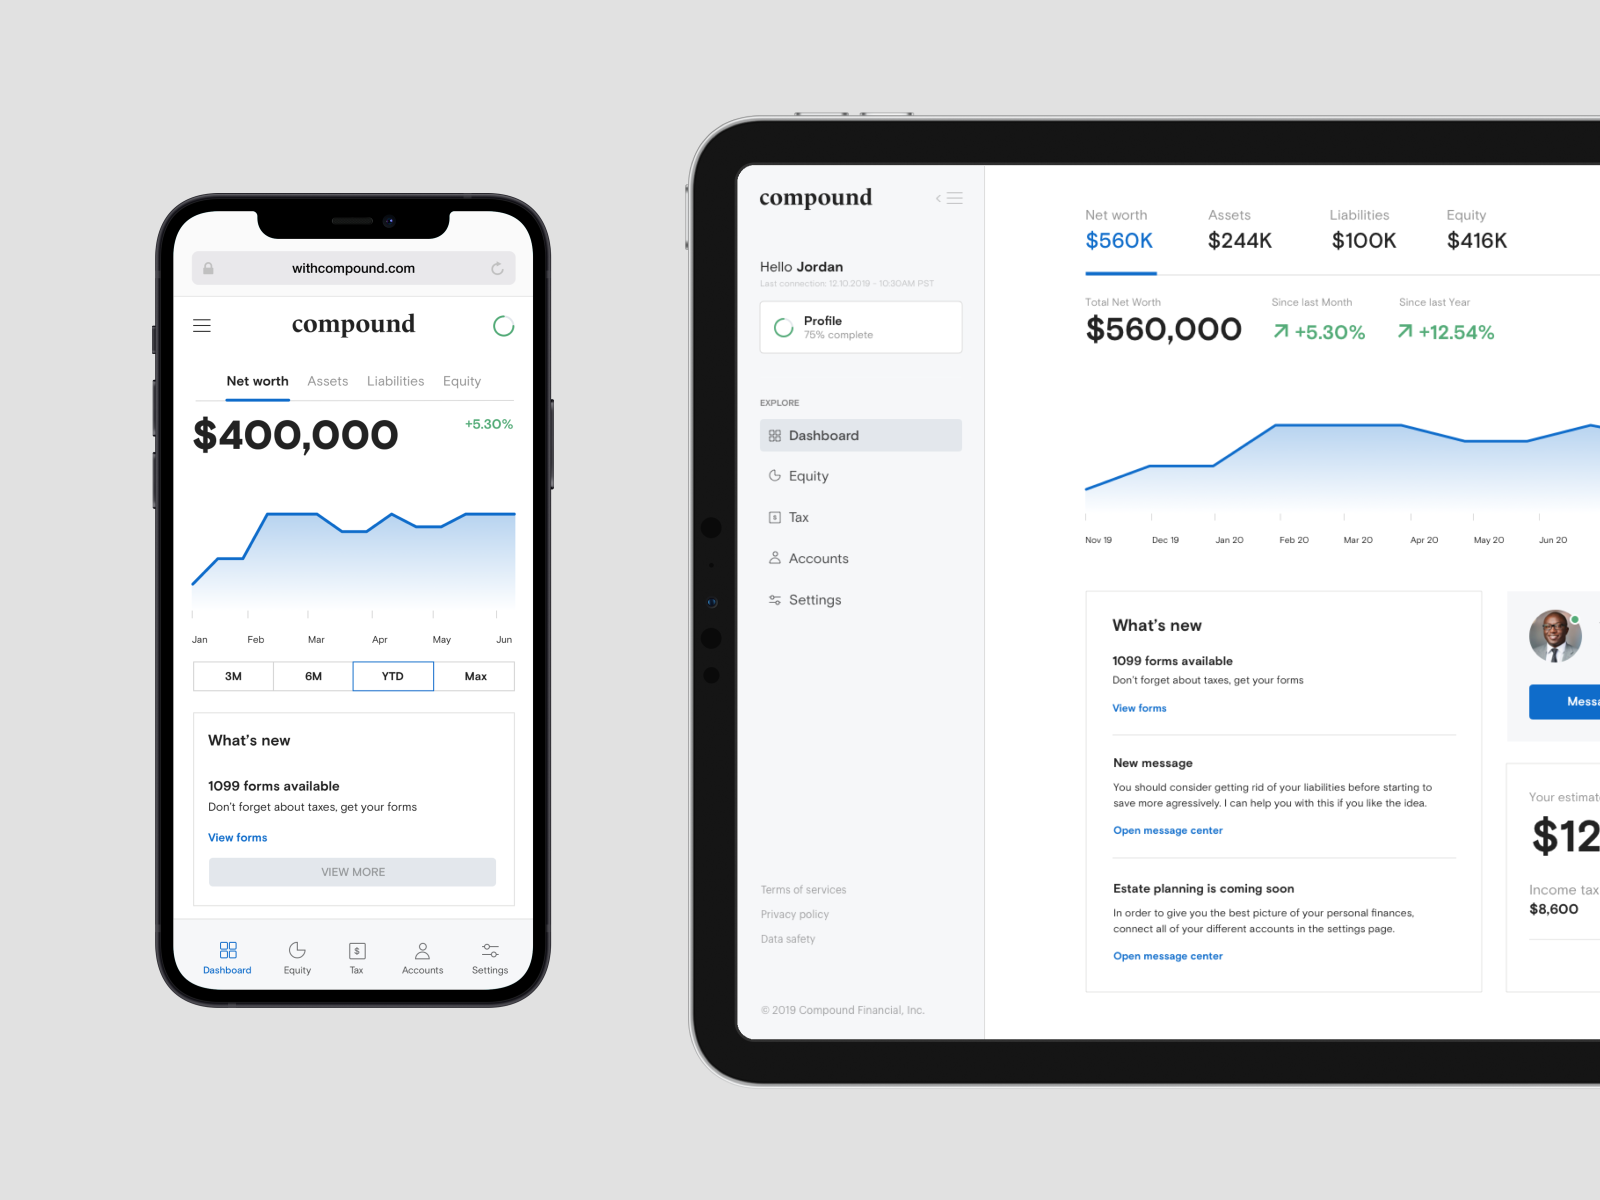 withcompound.com
compound
Net worth Assets Liabilities Equity
$400,000 +5.30%
Jan Feb Mar Apr May Jun
3M 6M YTD Max
What's new
1099 forms available
Don't forget about taxes, get your forms
View forms
VIEW MORE
Dashboard Equity Tax Accounts Settings
compound
Hello Jordan
Last connection: 12.10.2019 - 10:30AM PST
Profile
75% complete
EXPLORE
Dashboard
Equity
$ Tax
Accounts
Settings
Terms of services
Privacy policy
Data safety
© 2019 Compound Financial, Inc.
Net worth Assets Liabilities Equity
$560K $244K $100K $416K
Total Net Worth Since last Month Since last Year
$560,000 +5.30% +12.54%
Nov 19 Dec 19 Jan 20 Feb 20 Mar 20 Apr 20 May 20 Jun 20
What's new
1099 forms available
Don't forget about taxes, get your forms
View forms
New message
You should consider getting rid of your liabilities before starting to
save more agressively. I can help you with this if you like the idea.
Open message center
Estate planning is coming soon
In order to give you the best picture of your personal finances,
connect all of your different accounts in the settings page.
Open message center
Messa
Your estimat
$12
Income tax
$8,600